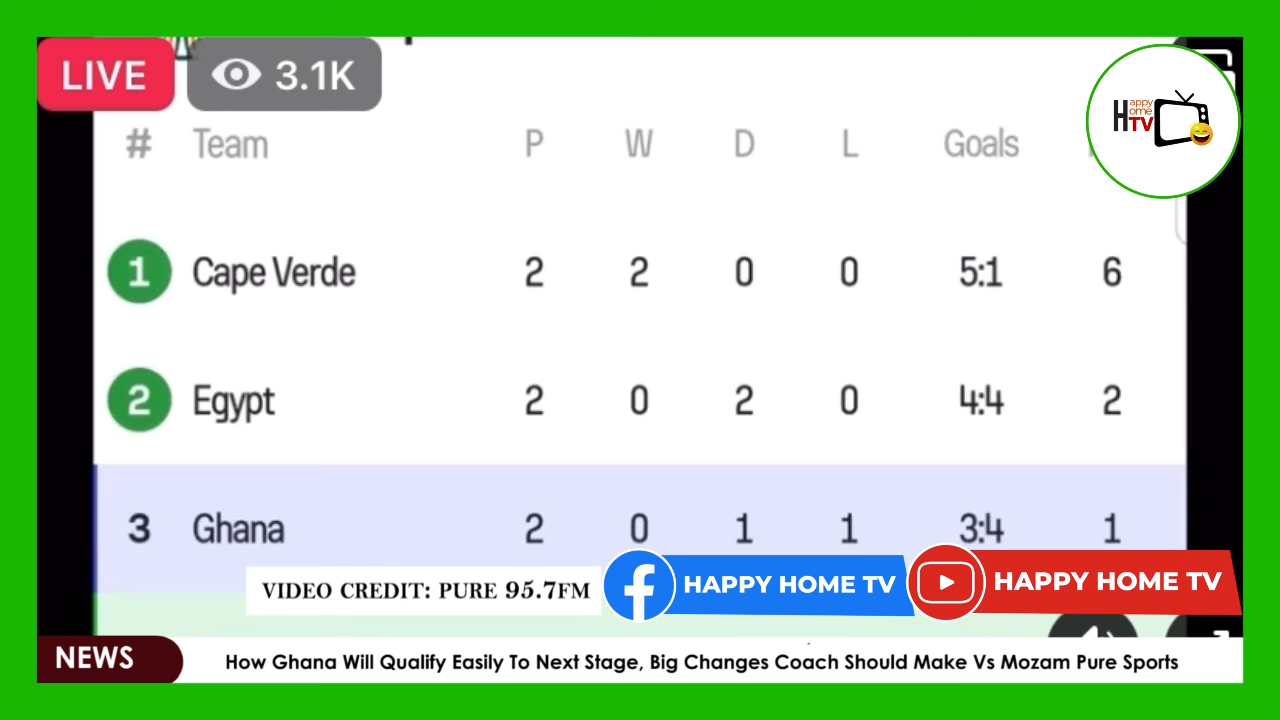 LIVE 3.1K
Happy Home TV
# Team P W D L Goals
1 Cape Verde 2 2 0 0 5:1 6
2 Egypt 2 0 2 0 4:4 2
3 Ghana 2 0 1 1 3:4 1
VIDEO CREDIT: PURE 95.7FM HAPPY HOME TV HAPPY HOME TV
NEWS How Ghana Will Qualify Easily To Next Stage, Big Changes Coach Should Make Vs Mozam Pure Sports